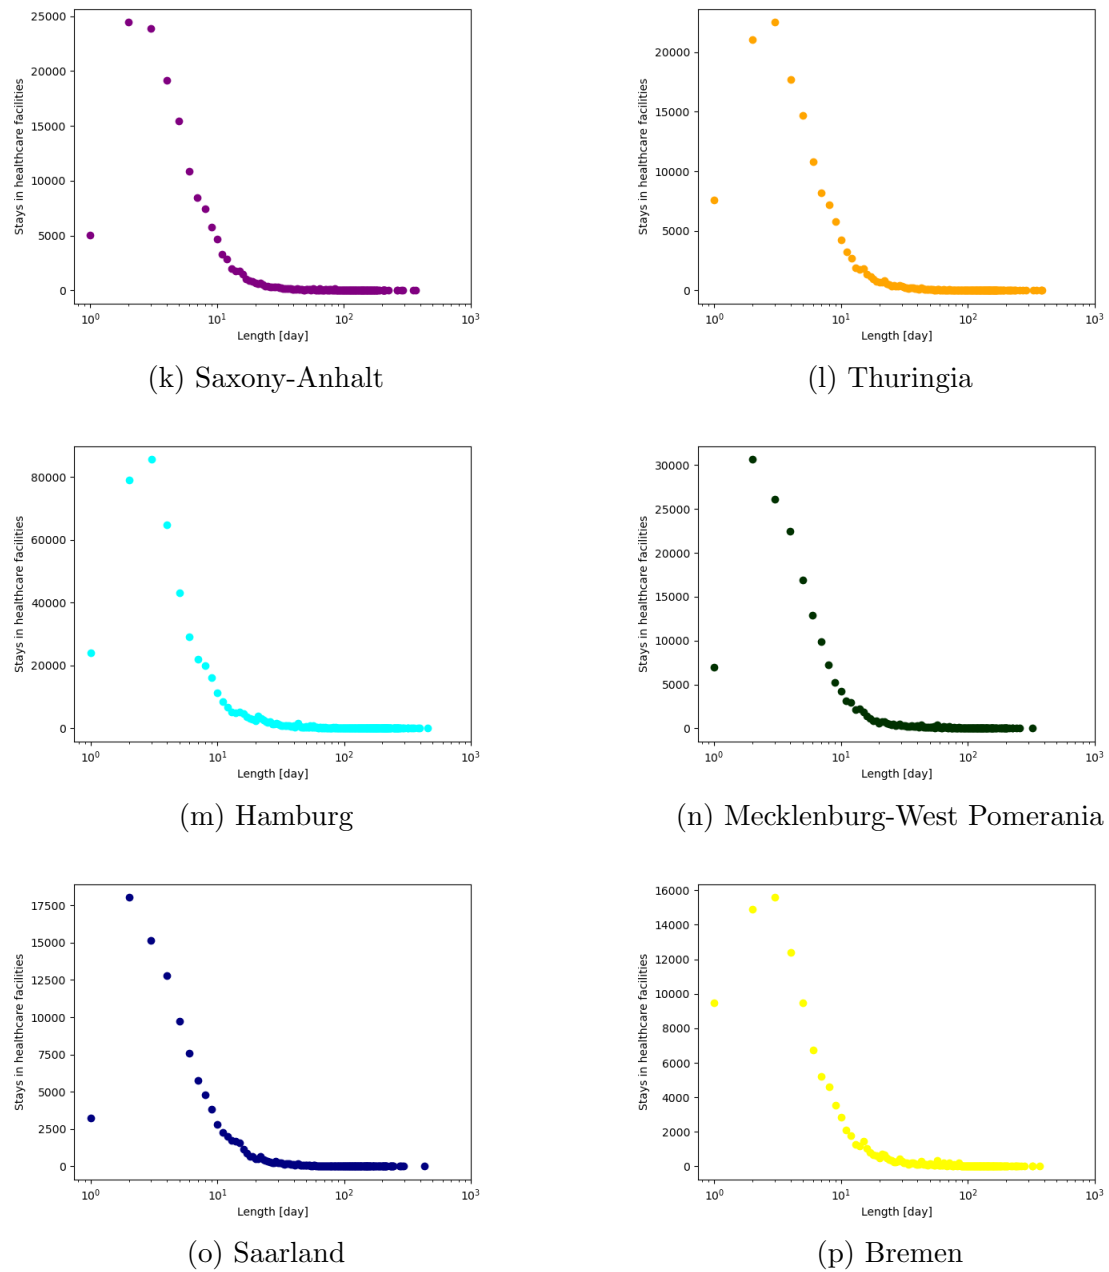 25000
20000
15000
10000
5000
0
Stays in healthcare facilities
10^0 10^1 10^2 10^3
Length [day]
(k) Saxony-Anhalt
20000
15000
10000
5000
0
Stays in healthcare facilities
10^0 10^1 10^2 10^3
Length [day]
(l) Thuringia
80000
60000
40000
20000
0
Stays in healthcare facilities
10^0 10^1 10^2 10^3
Length [day]
(m) Hamburg
30000
25000
20000
15000
10000
5000
0
Stays in healthcare facilities
10^0 10^1 10^2 10^3
Length [day]
(n) Mecklenburg-West Pomerania
17500
15000
12500
10000
7500
5000
2500
0
Stays in healthcare facilities
10^0 10^1 10^2 10^3
Length [day]
(o) Saarland
16000
14000
12000
10000
8000
6000
4000
2000
0
Stays in healthcare facilities
10^0 10^1 10^2 10^3
Length [day]
(p) Bremen